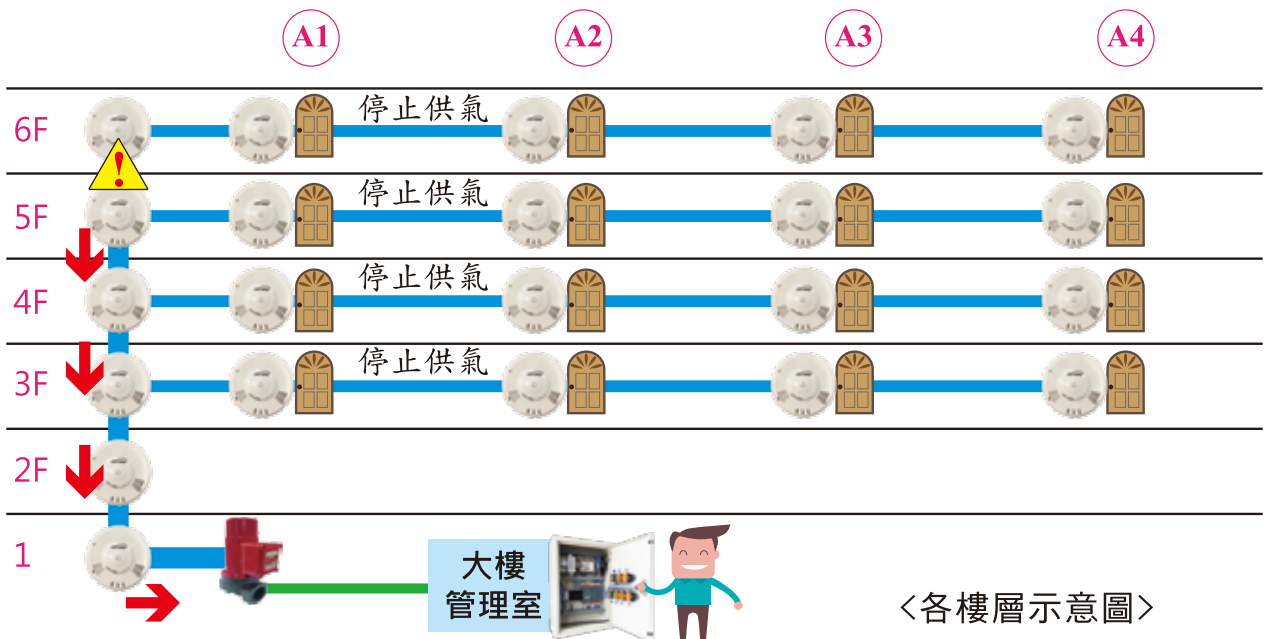 A1 A2 A3 A4
6F 停止供氣
!
5F 停止供氣
4F 停止供氣
3F 停止供氣
2F
1
大樓
管理室
<各樓層示意圖>